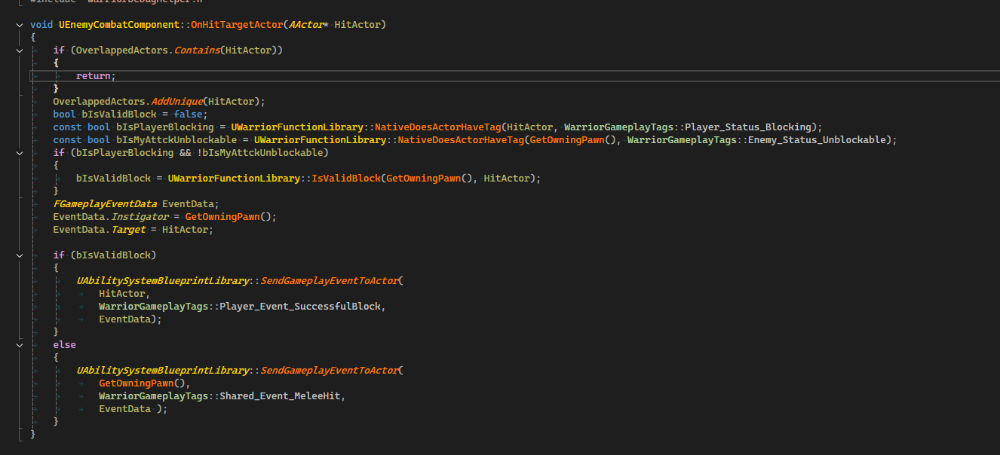 #include "WarriorDebugHelper.h"
void UEnemyCombatComponent::OnHitTargetActor(AActor* HitActor)
{
if (OverlappedActors.Contains(HitActor))
{
return;
}
OverlappedActors.AddUnique(HitActor);
bool bIsValidBlock = false;
const bool bIsPlayerBlocking = UWarriorFunctionLibrary::NativeDoesActorHaveTag(HitActor, WarriorGameplayTags::Player_Status_Blocking);
const bool bIsMyAttckUnblockable = UWarriorFunctionLibrary::NativeDoesActorHaveTag(GetOwningPawn(), WarriorGameplayTags::Enemy_Status_Unblockable);
if (bIsPlayerBlocking && !bIsMyAttckUnblockable)
{
bIsValidBlock = UWarriorFunctionLibrary::IsValidBlock(GetOwningPawn(), HitActor);
}
FGameplayEventData EventData;
EventData.Instigator = GetOwningPawn();
EventData.Target = HitActor;
if (bIsValidBlock)
{
UAbilitySystemBlueprintLibrary::SendGameplayEventToActor(
HitActor,
WarriorGameplayTags::Player_Event_SuccessfulBlock,
EventData);
}
else
{
UAbilitySystemBlueprintLibrary::SendGameplayEventToActor(
GetOwningPawn(),
WarriorGameplayTags::Shared_Event_MeleeHit,
EventData );
}
}